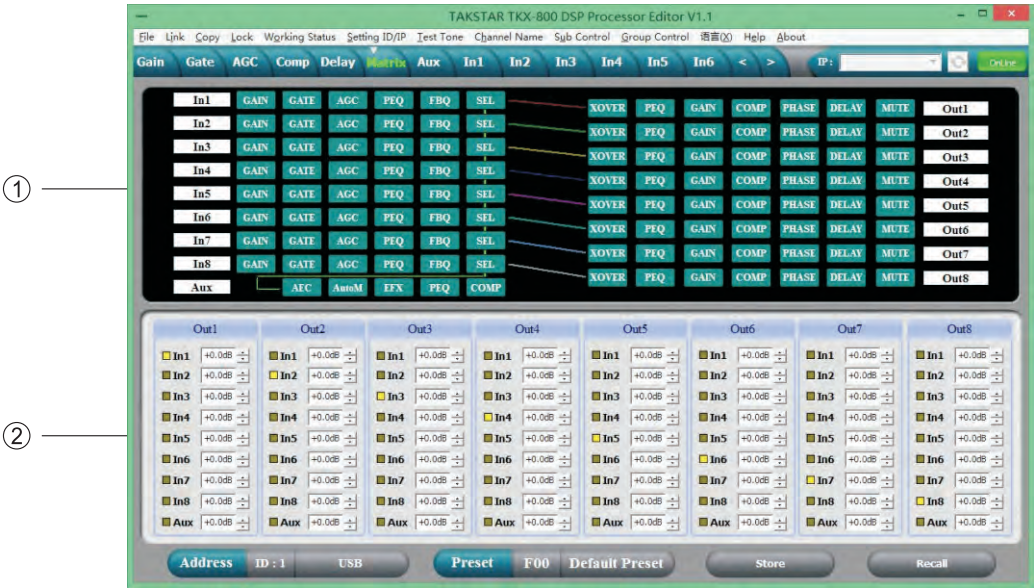 TAKSTAR TKX-800 DSP Processor Editor V1.1
File Link Copy Lock Working Status Setting ID/IP Test Tone Channel Name Sub Control Group Control 语言(X) Help About
Gain Gate AGC Comp Delay Matrix Aux In1 In2 In3 In4 In5 In6 < > IP: OnLine
In1 GAIN GATE AGC PEQ FBQ SEL XOVER PEQ GAIN COMP PHASE DELAY MUTE Out1
In2 GAIN GATE AGC PEQ FBQ SEL XOVER PEQ GAIN COMP PHASE DELAY MUTE Out2
In3 GAIN GATE AGC PEQ FBQ SEL XOVER PEQ GAIN COMP PHASE DELAY MUTE Out3
① In4 GAIN GATE AGC PEQ FBQ SEL XOVER PEQ GAIN COMP PHASE DELAY MUTE Out4
In5 GAIN GATE AGC PEQ FBQ SEL XOVER PEQ GAIN COMP PHASE DELAY MUTE Out5
In6 GAIN GATE AGC PEQ FBQ SEL XOVER PEQ GAIN COMP PHASE DELAY MUTE Out6
In7 GAIN GATE AGC PEQ FBQ SEL XOVER PEQ GAIN COMP PHASE DELAY MUTE Out7
In8 GAIN GATE AGC PEQ FBQ SEL XOVER PEQ GAIN COMP PHASE DELAY MUTE Out8
Aux AEC AutoM EFX PEQ COMP
Out1 Out2 Out3 Out4 Out5 Out6 Out7 Out8
In1 +0.0dB In1 +0.0dB In1 +0.0dB In1 +0.0dB In1 +0.0dB In1 +0.0dB In1 +0.0dB In1 +0.0dB
In2 +0.0dB In2 +0.0dB In2 +0.0dB In2 +0.0dB In2 +0.0dB In2 +0.0dB In2 +0.0dB In2 +0.0dB
In3 +0.0dB In3 +0.0dB In3 +0.0dB In3 +0.0dB In3 +0.0dB In3 +0.0dB In3 +0.0dB In3 +0.0dB
In4 +0.0dB In4 +0.0dB In4 +0.0dB In4 +0.0dB In4 +0.0dB In4 +0.0dB In4 +0.0dB In4 +0.0dB
② In5 +0.0dB In5 +0.0dB In5 +0.0dB In5 +0.0dB In5 +0.0dB In5 +0.0dB In5 +0.0dB In5 +0.0dB
In6 +0.0dB In6 +0.0dB In6 +0.0dB In6 +0.0dB In6 +0.0dB In6 +0.0dB In6 +0.0dB In6 +0.0dB
In7 +0.0dB In7 +0.0dB In7 +0.0dB In7 +0.0dB In7 +0.0dB In7 +0.0dB In7 +0.0dB In7 +0.0dB
In8 +0.0dB In8 +0.0dB In8 +0.0dB In8 +0.0dB In8 +0.0dB In8 +0.0dB In8 +0.0dB In8 +0.0dB
Aux +0.0dB Aux +0.0dB Aux +0.0dB Aux +0.0dB Aux +0.0dB Aux +0.0dB Aux +0.0dB Aux +0.0dB
Address ID : 1 USB Preset F00 Default Preset Store Recall